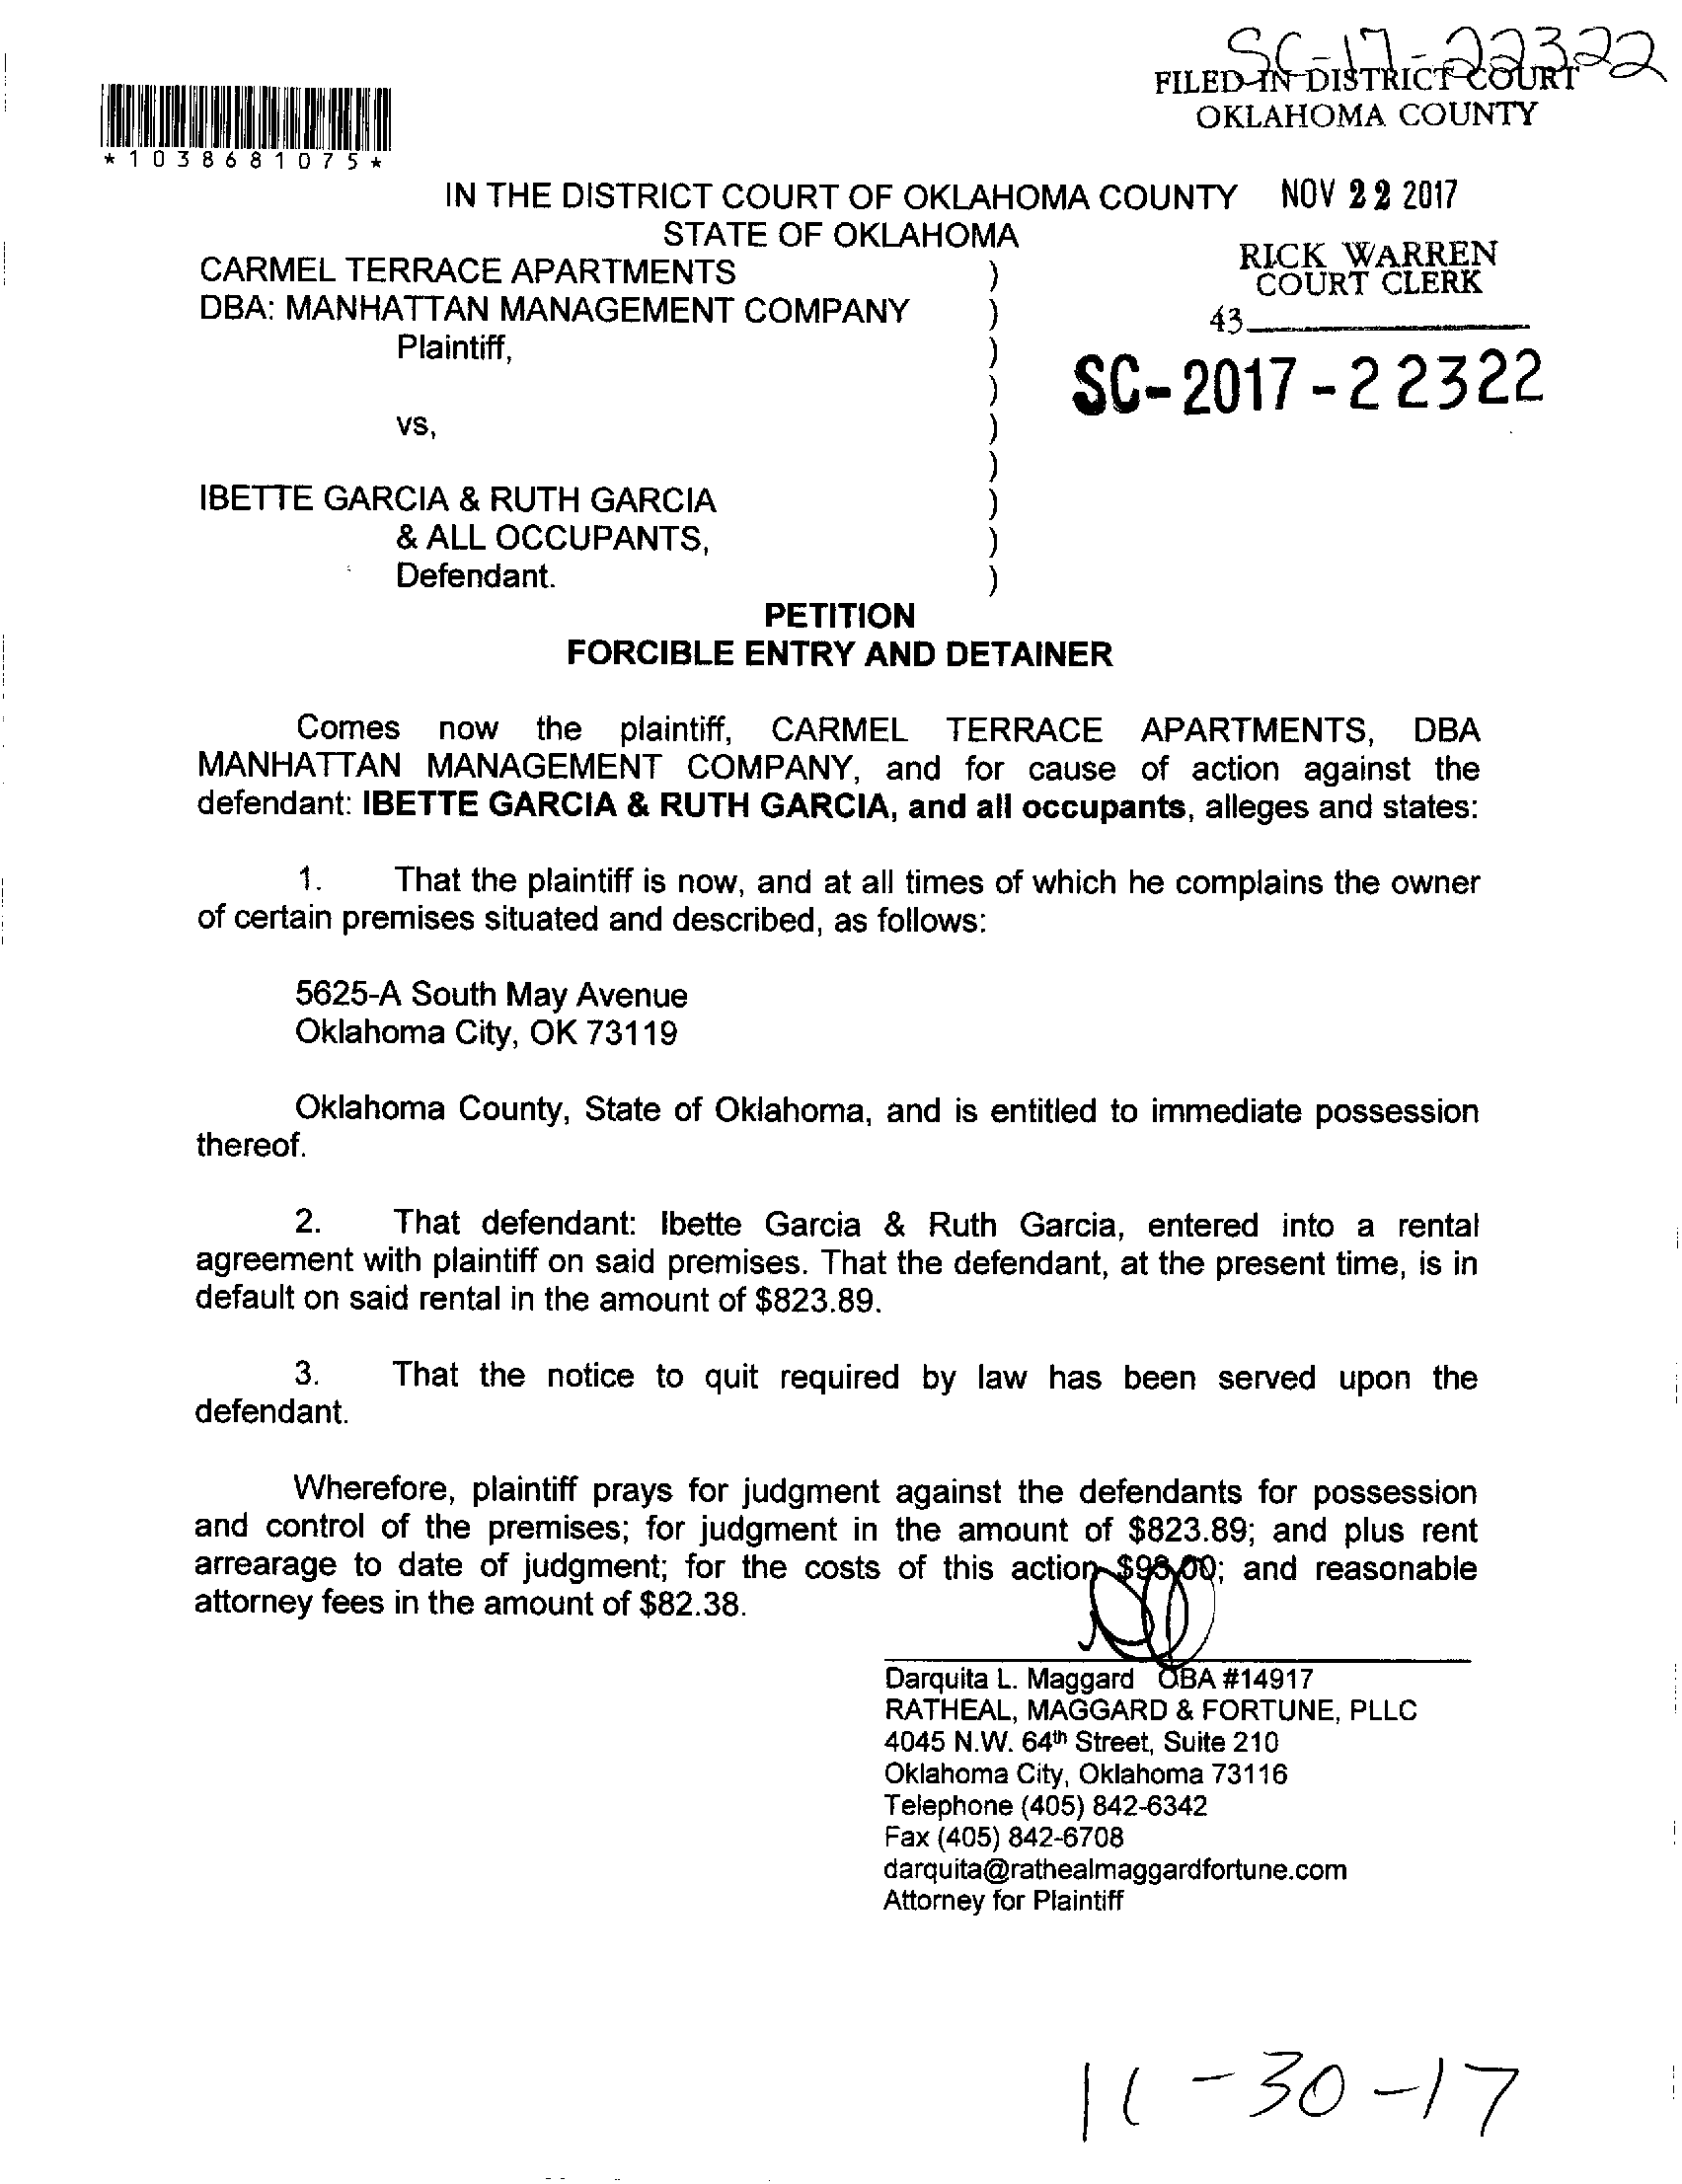 SC-17-22322
FILED IN DISTRICT COURT
OKLAHOMA COUNTY
*1038681075*
IN THE DISTRICT COURT OF OKLAHOMA COUNTY NOV 22 2017
STATE OF OKLAHOMA
RICK WARREN
COURT CLERK
43
CARMEL TERRACE APARTMENTS )
DBA: MANHATTAN MANAGEMENT COMPANY )
Plaintiff, )
)
SC-2017-22322
vs, )
)
IBETTE GARCIA & RUTH GARCIA )
& ALL OCCUPANTS, )
Defendant. )
PETITION
FORCIBLE ENTRY AND DETAINER
Comes now the plaintiff, CARMEL TERRACE APARTMENTS, DBA
MANHATTAN MANAGEMENT COMPANY, and for cause of action against the
defendant: IBETTE GARCIA & RUTH GARCIA, and all occupants, alleges and states:
1. That the plaintiff is now, and at all times of which he complains the owner
of certain premises situated and described, as follows:
5625-A South May Avenue
Oklahoma City, OK 73119
Oklahoma County, State of Oklahoma, and is entitled to immediate possession
thereof.
2. That defendant: Ibette Garcia & Ruth Garcia, entered into a rental
agreement with plaintiff on said premises. That the defendant, at the present time, is in
default on said rental in the amount of $823.89.
3. That the notice to quit required by law has been served upon the
defendant.
Wherefore, plaintiff prays for judgment against the defendants for possession
and control of the premises; for judgment in the amount of $823.89; and plus rent
arrearage to date of judgment; for the costs of this action and reasonable
attorney fees in the amount of $82.38.
Darquita L. Maggard OBA #14917
RATHEAL, MAGGARD & FORTUNE, PLLC
4045 N.W. 64th Street, Suite 210
Oklahoma City, Oklahoma 73116
Telephone (405) 842-6342
Fax (405) 842-6708
darquita@rathealmaggardfortune.com
Attorney for Plaintiff
11-30-17